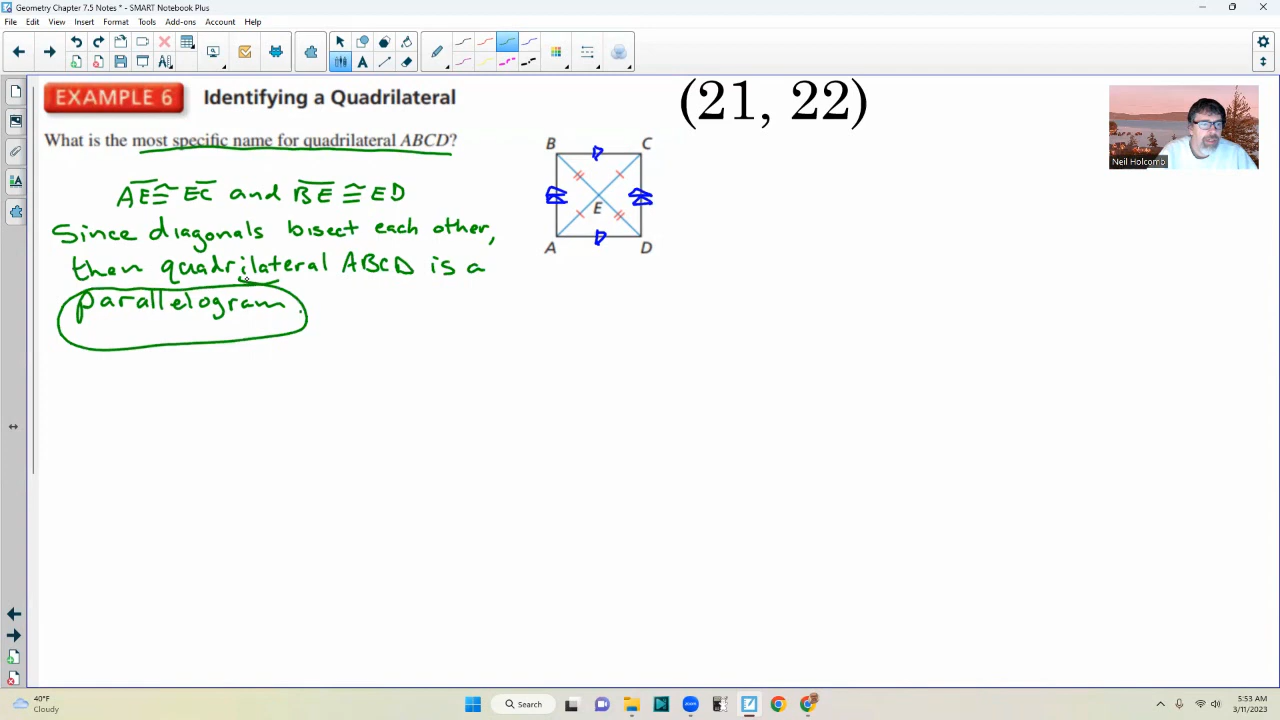 Geometry Chapter 7.5 Notes * - SMART Notebook Plus
File Edit View Insert Format Tools Add-ons Account Help
EXAMPLE 6 Identifying a Quadrilateral
(21, 22)
What is the most specific name for quadrilateral ABCD?
B C
AE ≅ EC and BE ≅ ED
E
Since diagonals bisect each other,
A D
then quadrilateral ABCD is a
parallelogram.
Neil Holcomb
40°F
Cloudy
Search
5:53 AM
3/11/2023